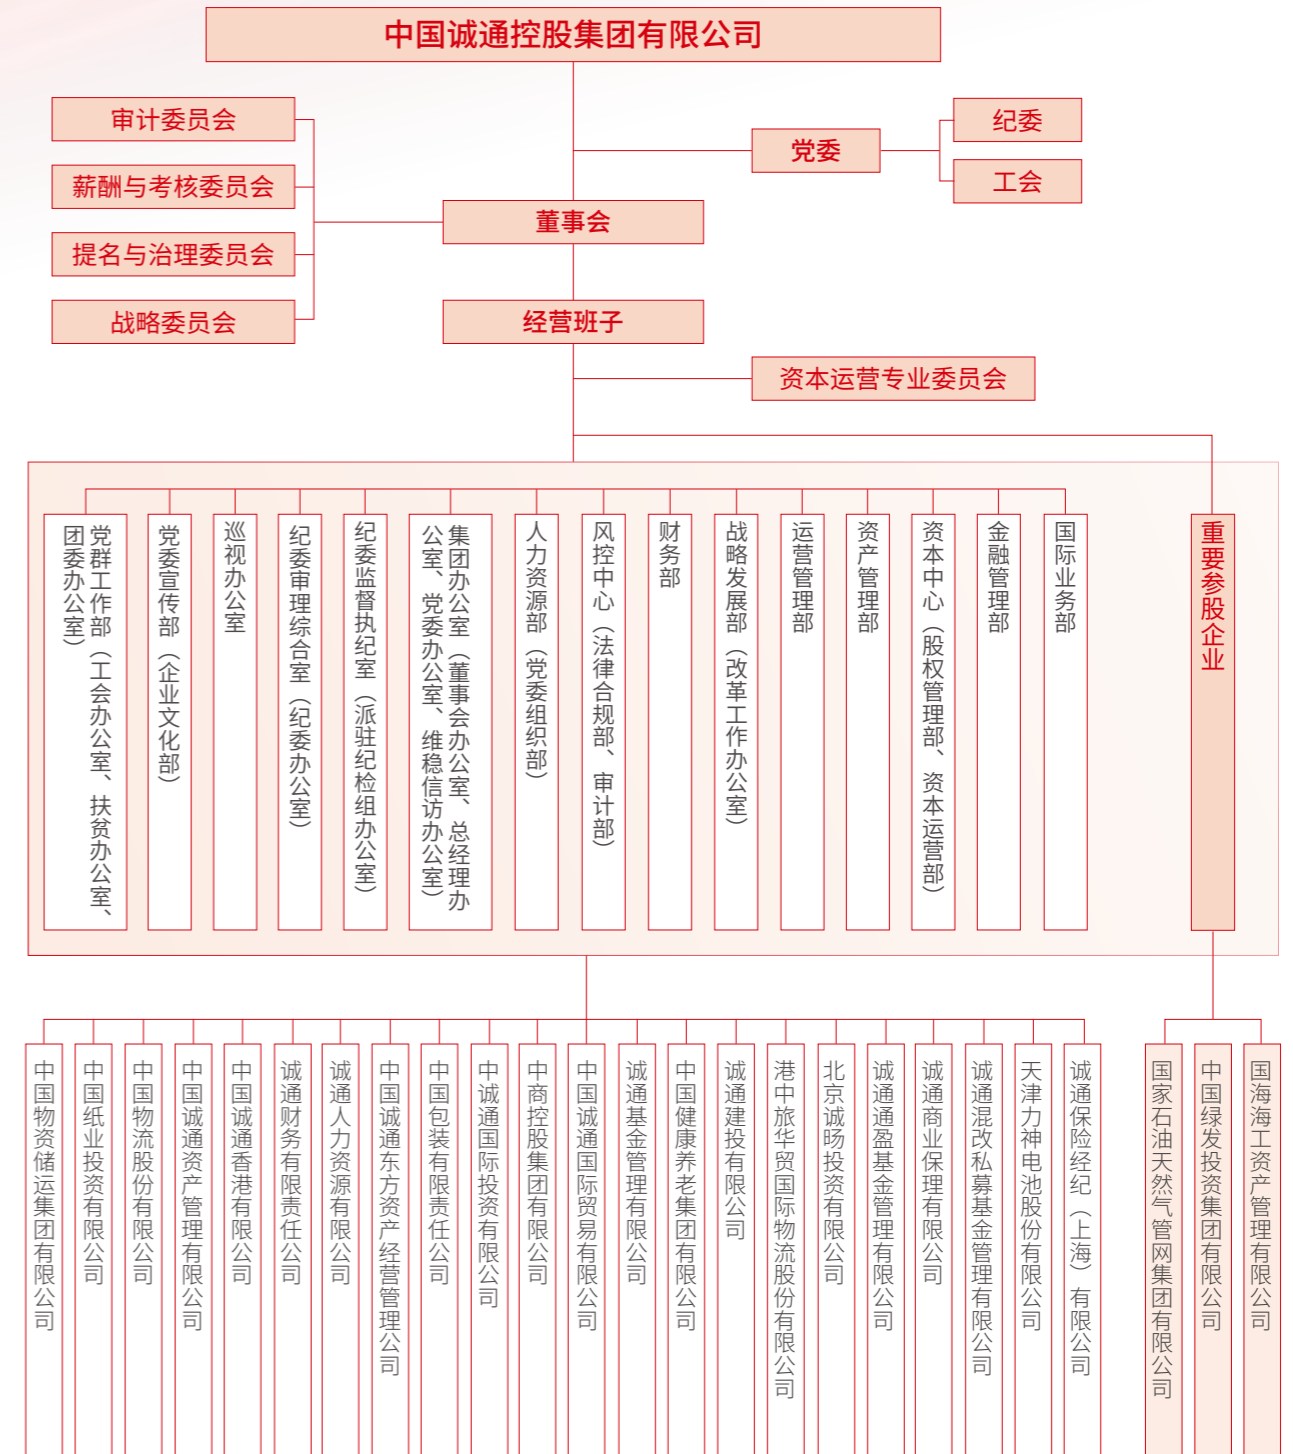 中国诚通控股集团有限公司
审计委员会
薪酬与考核委员会
提名与治理委员会
战略委员会
党委
纪委
工会
董事会
经营班子
资本运营专业委员会
党群工作部（工会办公室、扶贫办公室、
团委办公室）
党委宣传部（企业文化部）
巡视办公室
纪委审理综合室（纪委办公室）
纪委监督执纪室（派驻纪检组办公室）
集团办公室（董事会办公室、总经理办
公室、党委办公室、维稳信访办公室）
人力资源部（党委组织部）
风控中心（法律合规部、审计部）
财务部
战略发展部（改革工作办公室）
运营管理部
资产管理部
资本中心（股权管理部、资本运营部）
金融管理部
国际业务部
重要参股企业
中国物资储运集团有限公司
中国纸业投资有限公司
中国物流股份有限公司
中国诚通资产管理有限公司
中国诚通香港有限公司
诚通财务有限责任公司
诚通人力资源有限公司
中国诚通东方资产经营管理公司
中国包装有限责任公司
中诚通国际投资有限公司
中商控股集团有限公司
中国诚通国际贸易有限公司
诚通基金管理有限公司
中国健康养老集团有限公司
诚通建投有限公司
港中旅华贸国际物流股份有限公司
北京诚旸投资有限公司
诚通通盈基金管理有限公司
诚通商业保理有限公司
诚通混改私募基金管理有限公司
天津力神电池股份有限公司
诚通保险经纪（上海）有限公司
国家石油天然气管网集团有限公司
中国绿发投资集团有限公司
国海海工资产管理有限公司